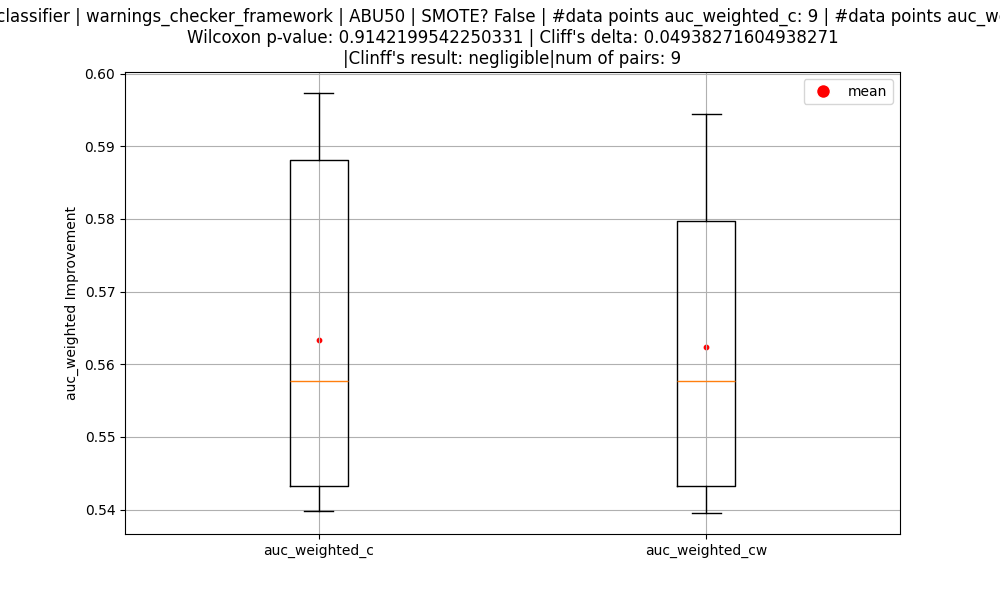 classifier | warnings_checker_framework | ABU50 | SMOTE? False | #data points auc_weighted_c: 9 | #data points
Wilcoxon p-value: 0.9142199542250331 | Cliff's delta: 0.04938271604938271
|Clinff's result: negligible|num of pairs: 9
mean
auc_weighted Improvement
0.60
0.59
0.58
0.57
0.56
0.55
0.54
auc_weighted_c
auc_weighted_cw